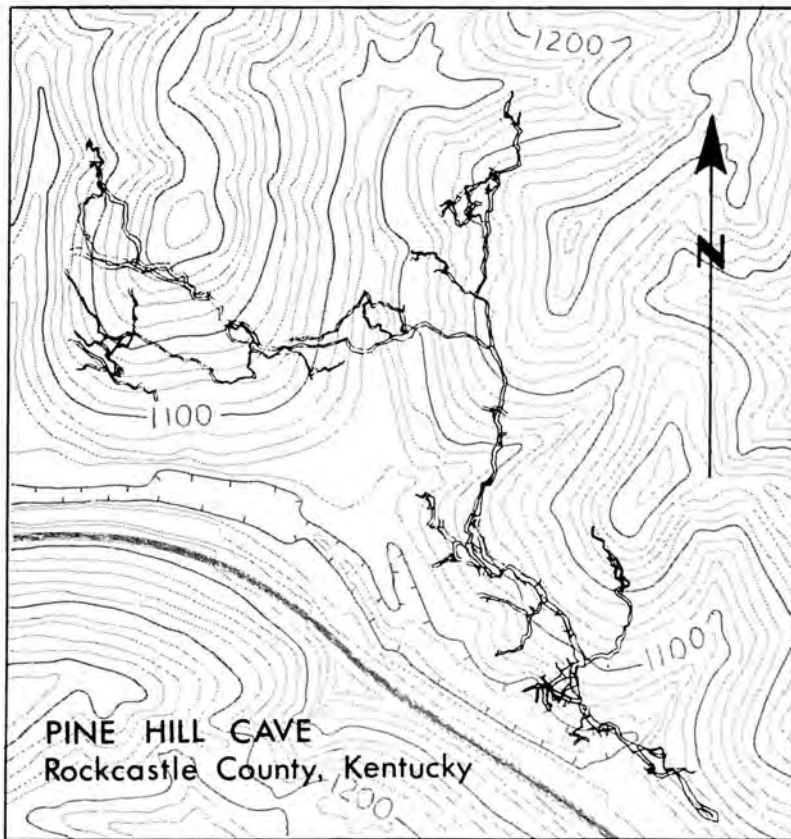 1200
N
1100
1100
PINE HILL CAVE
Rockcastle County, Kentucky
1200